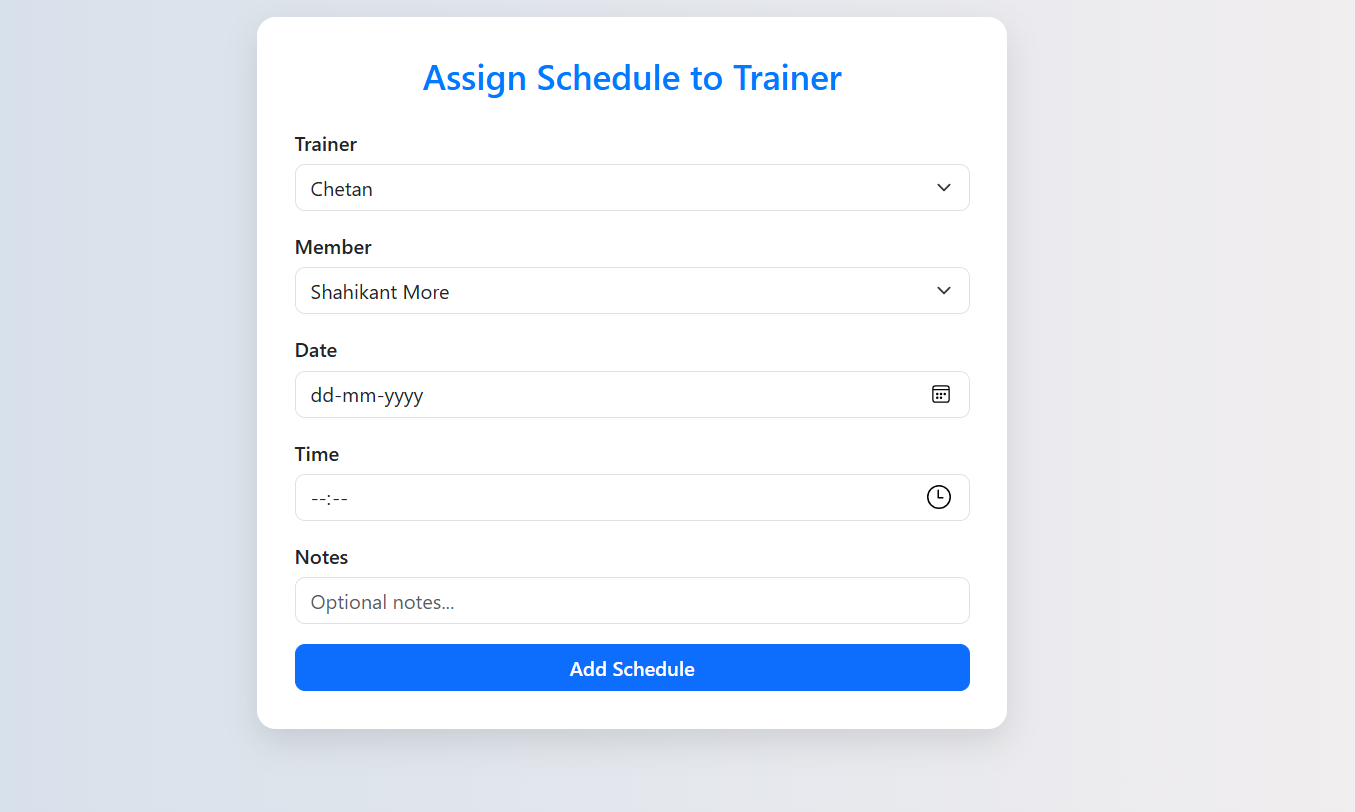 Assign Schedule to Trainer
Trainer
Chetan
Member
Shahikant More
Date
dd-mm-yyyy
Time
--:--
Notes
Optional notes...
Add Schedule